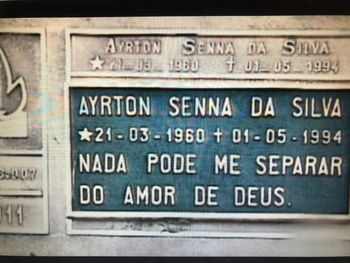 AYRTON SENNA DA SILVA
★21-03-1960 ✝ 01-05-1994
AYRTON SENNA DA SILVA
★21-03-1960 ✝ 01-05-1994
NADA PODE ME SEPARAR
DO AMOR DE DEUS.